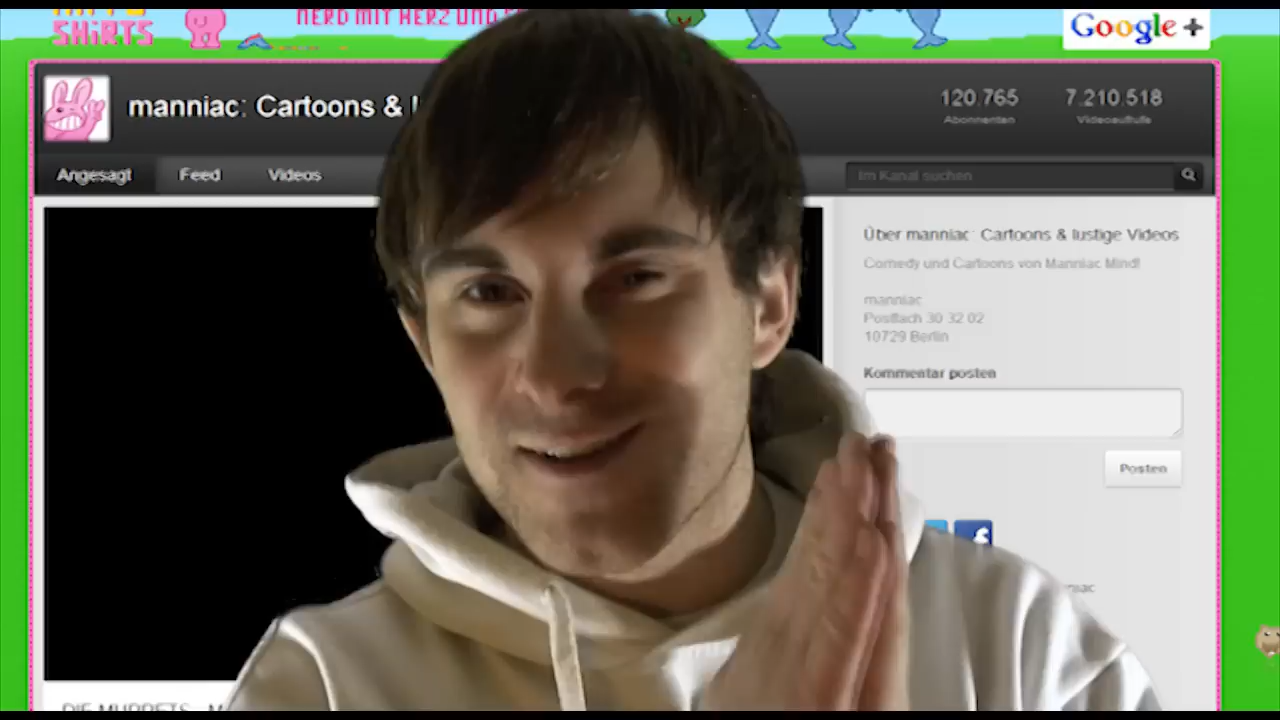 SHIRTS
NERD MIT HERZ UND
Google+
manniac: Cartoons &
120.765
Abonnenten
7.210.518
Videoaufrufe
Angesagt
Feed
Videos
Im Kanal suchen
Über manniac: Cartoons & lustige Videos
Comedy und Cartoons von Manniac Mind!
manniac
Postfach 30 32 02
10729 Berlin
Kommentar posten
Posten
f
DIE MUPPETS -